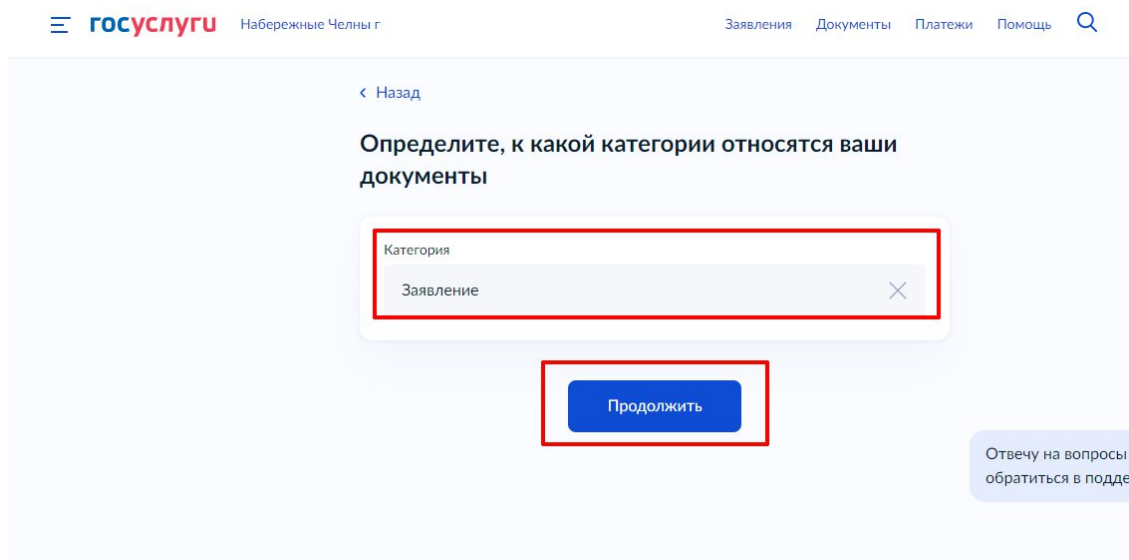 госуслуги Набережные Челны г Заявления Документы Платежи Помощь
Назад
Определите, к какой категории относятся ваши
документы
Категория
Заявление
Продолжить
Отвечу на вопросы
обратиться в